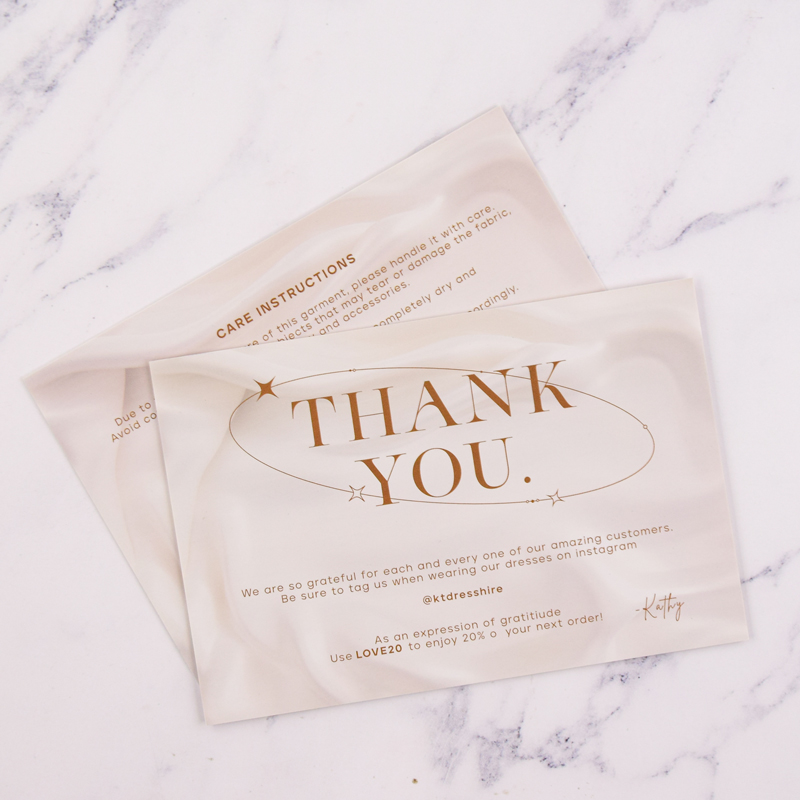 CARE INSTRUCTIONS
of this garment, please handle it with care.
that may tear or damage the fabric,
and accessories.
dry and
Due to
Avoid
THANK
YOU.
We are so grateful for each and every one of our amazing customers.
Be sure to tag us when wearing our dresses on instagram
@ktdresshire
As an expression of gratitiude
Use LOVE20 to enjoy 20% o your next order!
-Kathy